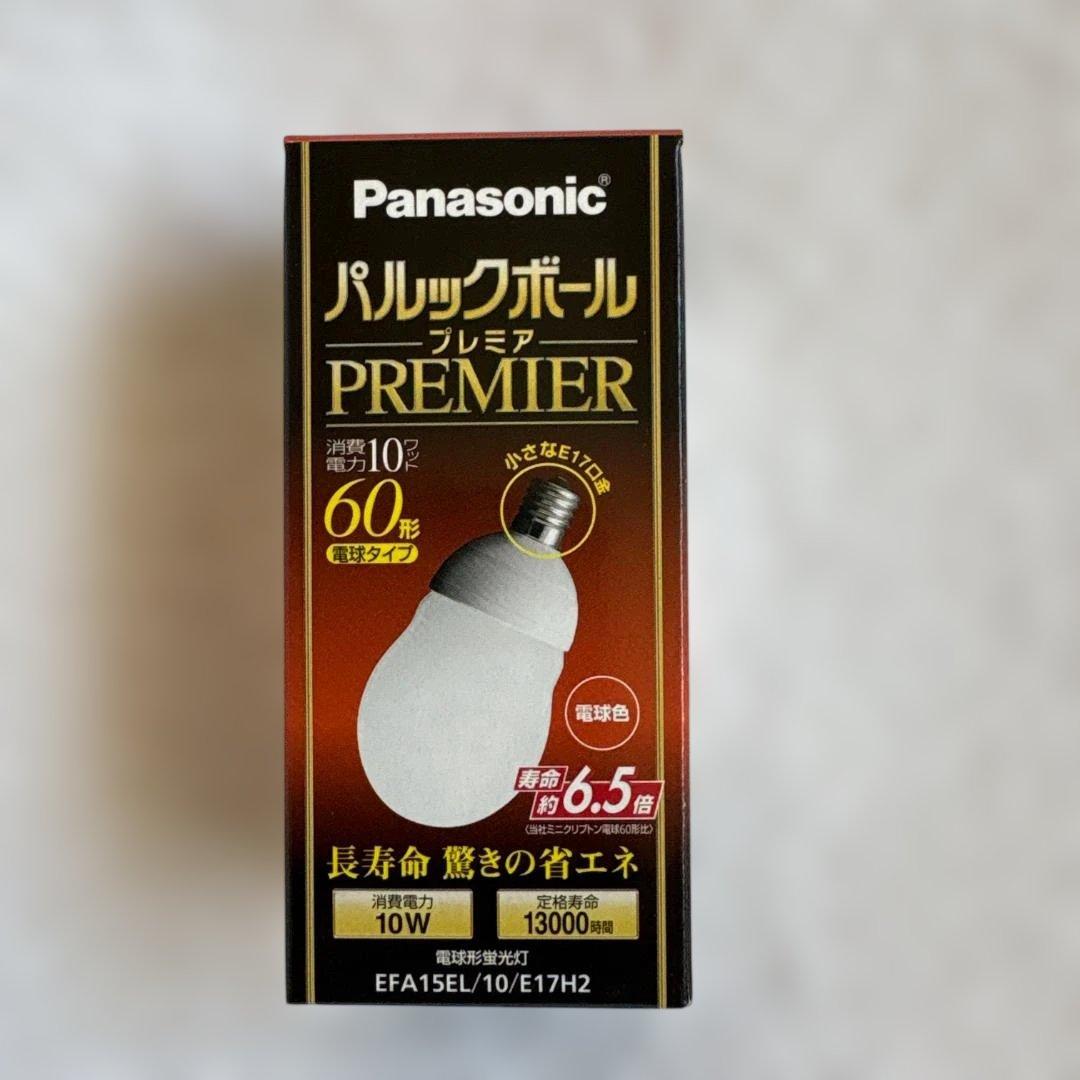 Panasonic®
パルックボール
プレミア
PREMIER
消費電力10ワット
60形
電球タイプ
小さなE17口金
電球色
寿命約6.5倍
〈当社ミニクリプトン電球60形比〉
長寿命 驚きの省エネ
消費電力
10W
定格寿命
13000時間
電球形蛍光灯
EFA15EL/10/E17H2